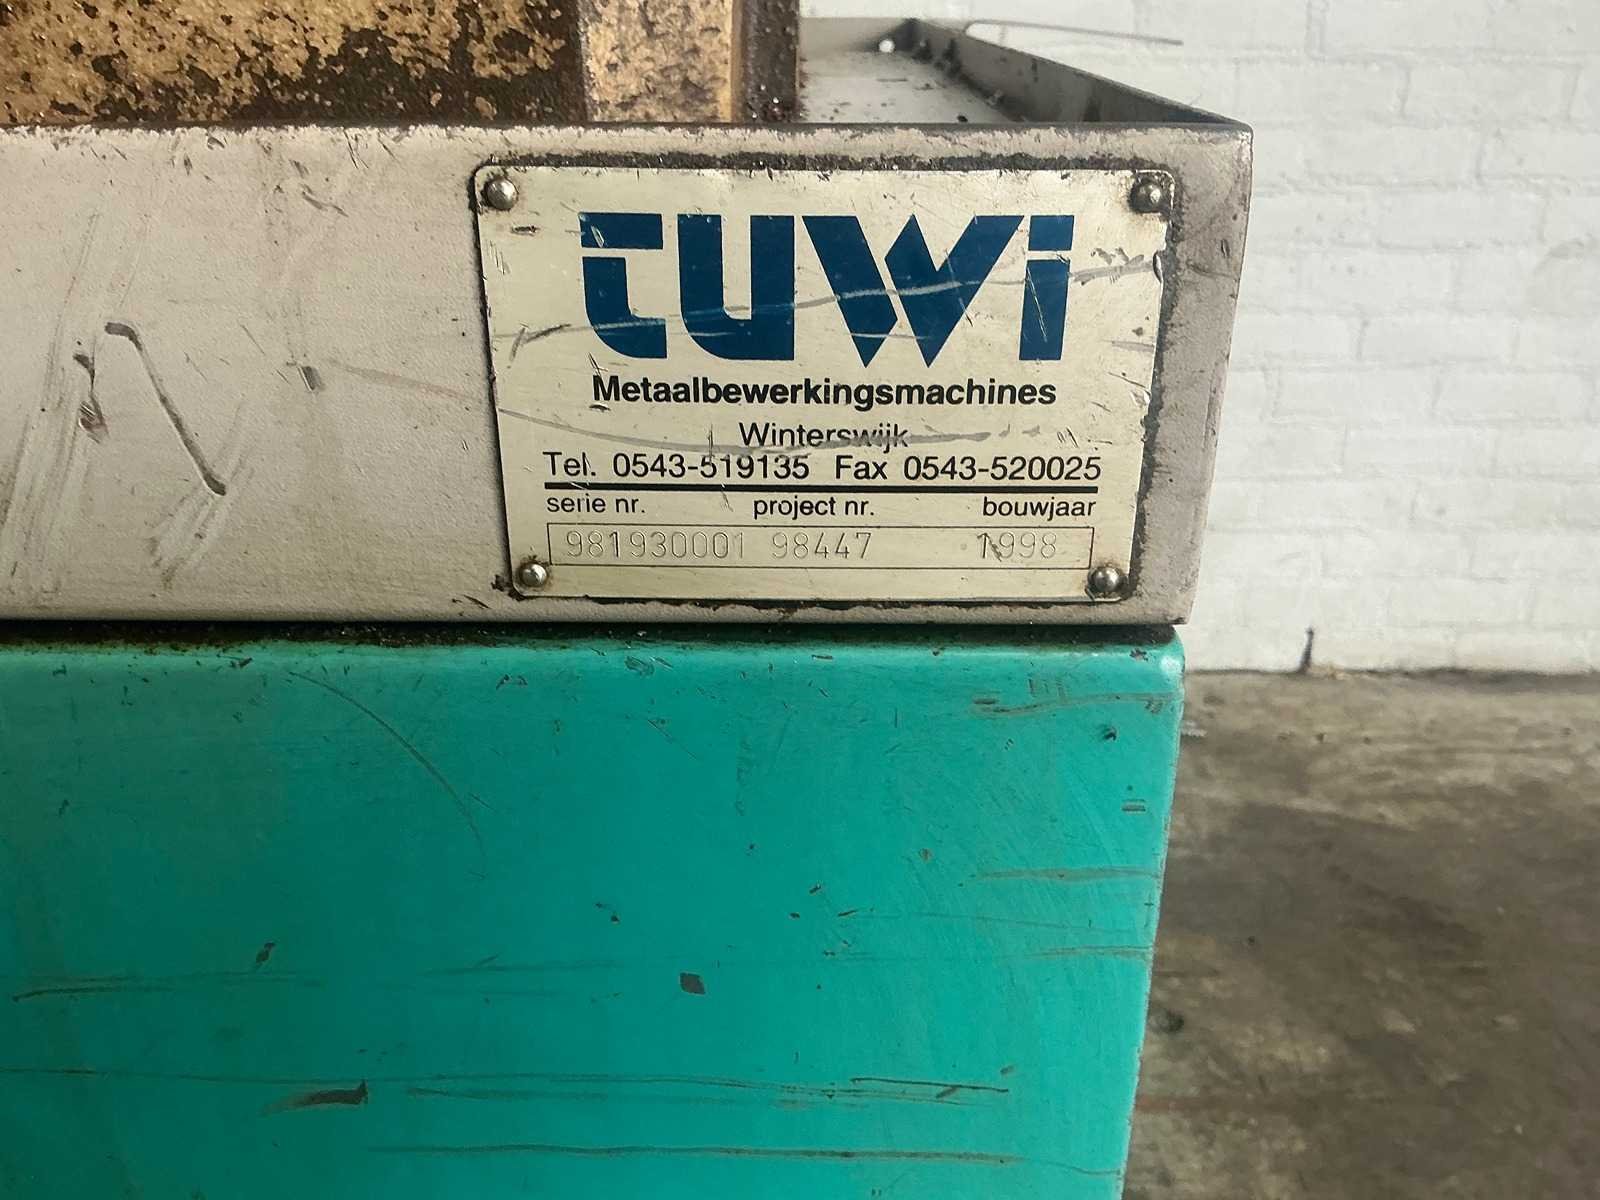 tuwi
Metaalbewerkingsmachines
Winterswijk
Tel. 0543-519135 Fax 0543-520025
serie nr. project nr. bouwjaar
981930001 98447 1998